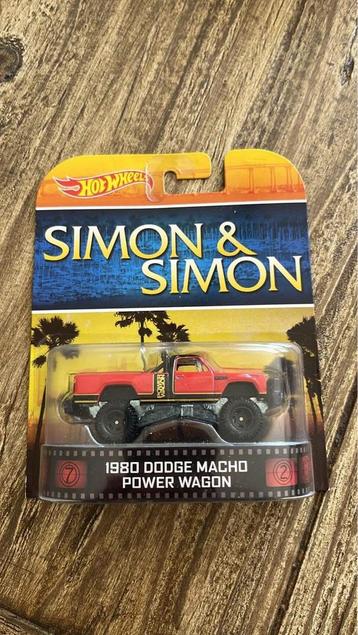 HOT WHEELS
SIMON &
SIMON
1980 DODGE MACHO
POWER WAGON
7
2